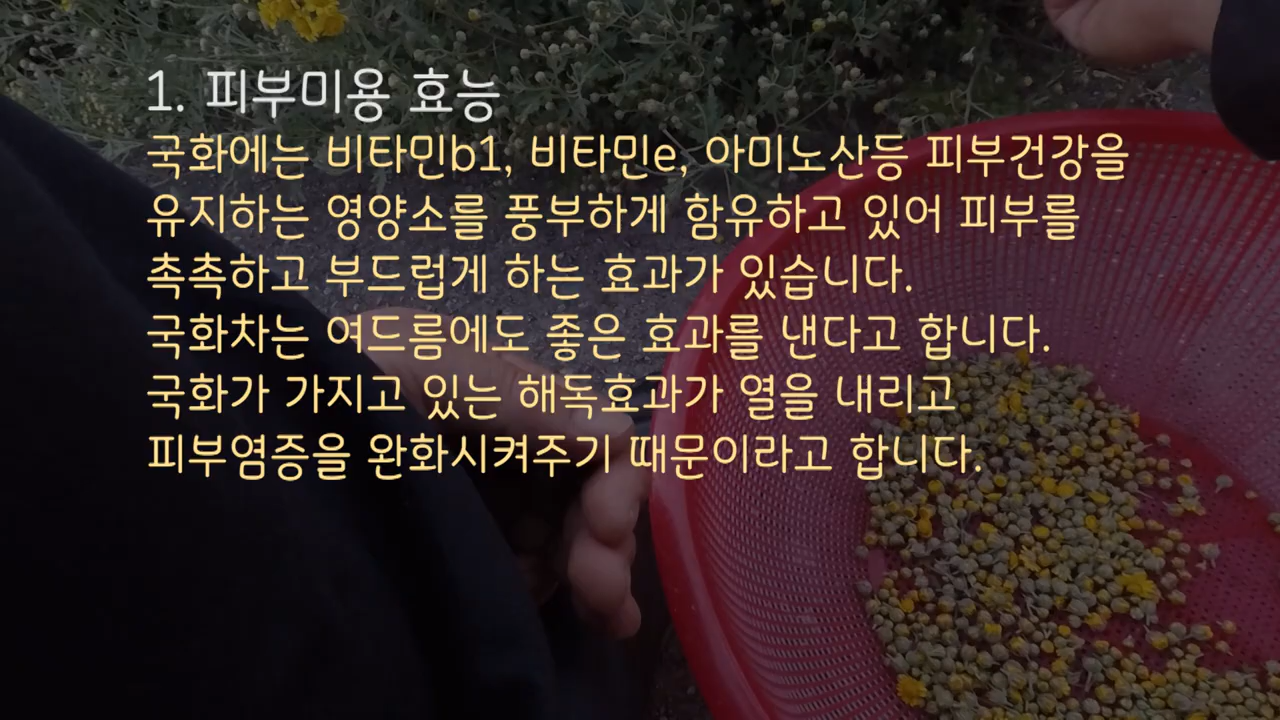 1. 피부미용 효능
국화에는 비타민b1, 비타민e, 아미노산등 피부건강을
유지하는 영양소를 풍부하게 함유하고 있어 피부를
촉촉하고 부드럽게 하는 효과가 있습니다.
국화차는 여드름에도 좋은 효과를 낸다고 합니다.
국화가 가지고 있는 해독효과가 열을 내리고
피부염증을 완화시켜주기 때문이라고 합니다.